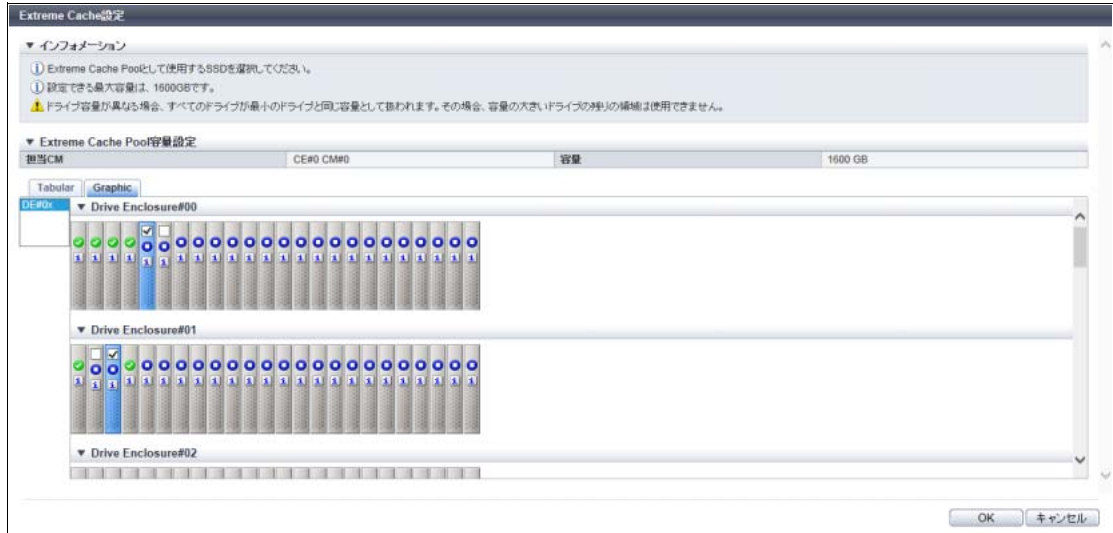 Extreme Cache設定
▼ インフォメーション
Extreme Cache Poolとして使用するSSDを選択してください。
設定できる最大容量は、1600GBです。
ドライブ容量が異なる場合、すべてのドライブが最小のドライブと同じ容量として扱われます。その場合、容量の大きいドライブの残りの領域は使用できません。
▼ Extreme Cache Pool容量設定
担当CM CE#0 CM#0 容量 1600 GB
Tabular Graphic
DE#0x
▼ Drive Enclosure#00
▼ Drive Enclosure#01
▼ Drive Enclosure#02
OK キャンセル